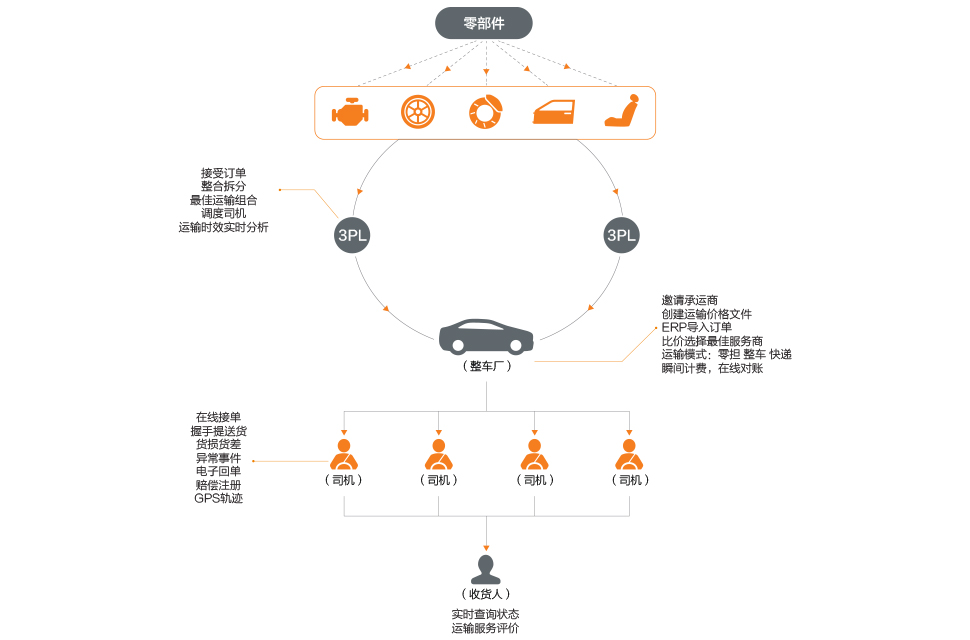 零部件
接受订单
整合拆分
最佳运输组合
调度司机
运输时效实时分析
3PL
3PL
邀请承运商
创建运输价格文件
ERP导入订单
比价选择最佳服务商
运输模式：零担 整车 快递
瞬间计费，在线对账
（整车厂）
在线接单
握手提送货
货损货差
异常事件
电子回单
赔偿注册
GPS轨迹
（司机）
（司机）
（司机）
（司机）
（收货人）
实时查询状态
运输服务评价